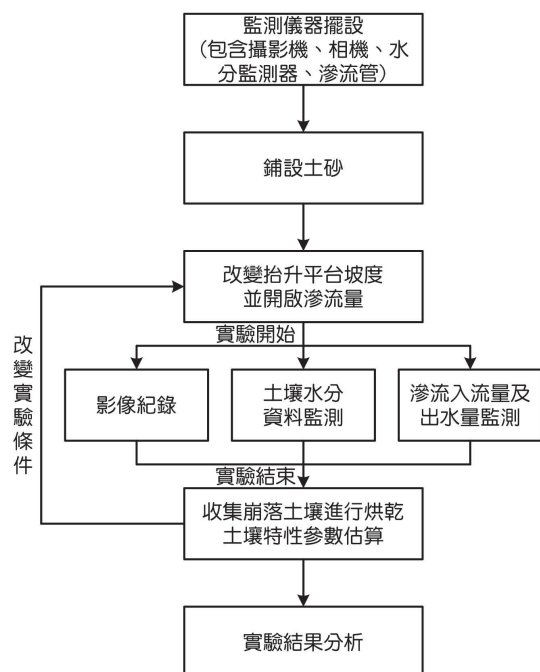 監測儀器擺設
(包含攝影機、相機、水
分監測器、滲流管)
鋪設土砂
改變抬升平台坡度
並開啟滲流量
實驗開始
影像紀錄
土壤水分
資料監測
滲流入流量及
出水量監測
實驗結束
收集崩落土壤進行烘乾
土壤特性參數估算
改變實驗條件
實驗結果分析